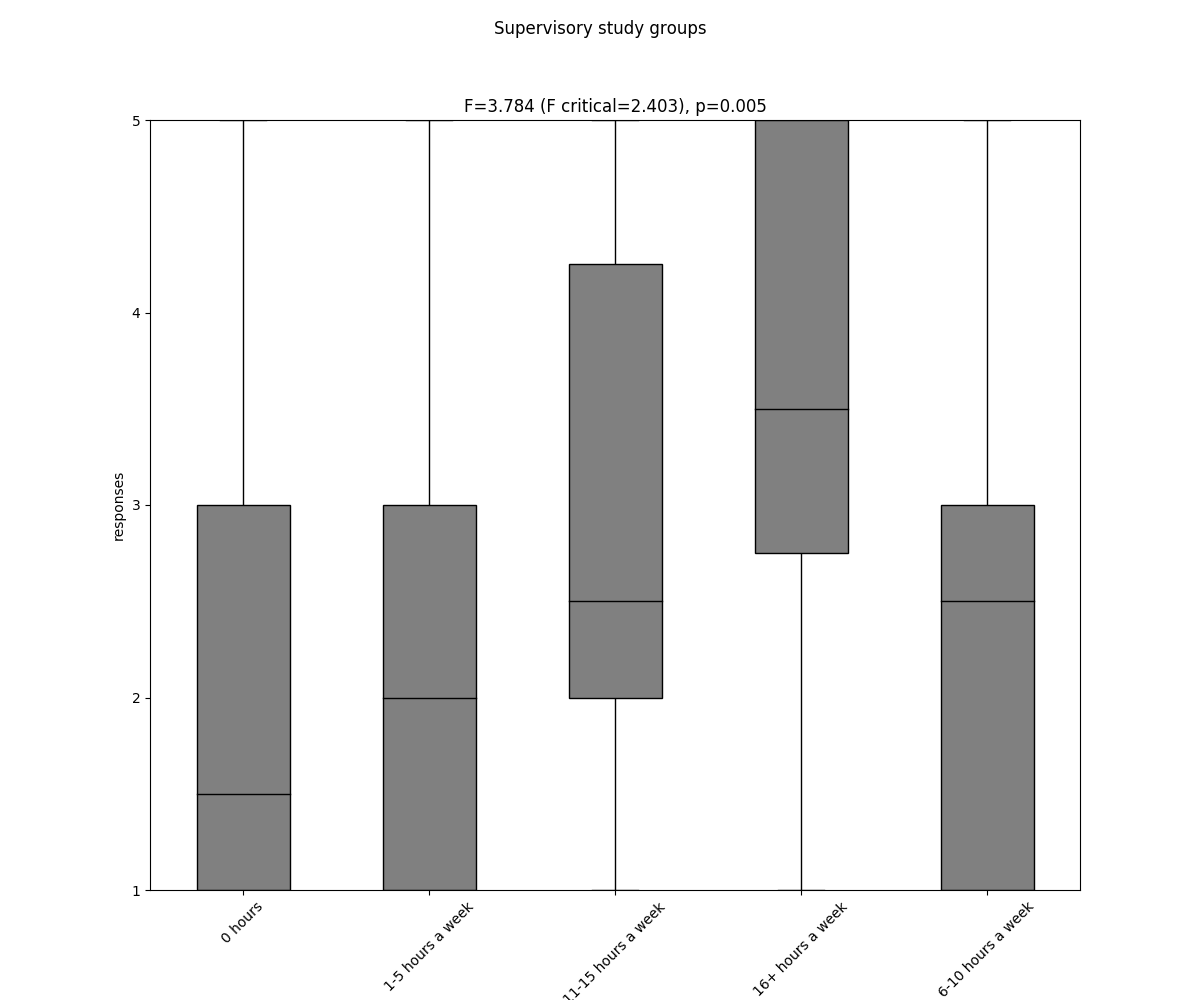 Supervisory study groups
F=3.784 (F critical=2.403), p=0.005
5
4
3
2
1
responses
0 hours
1-5 hours a week
11-15 hours a week
16+ hours a week
6-10 hours a week